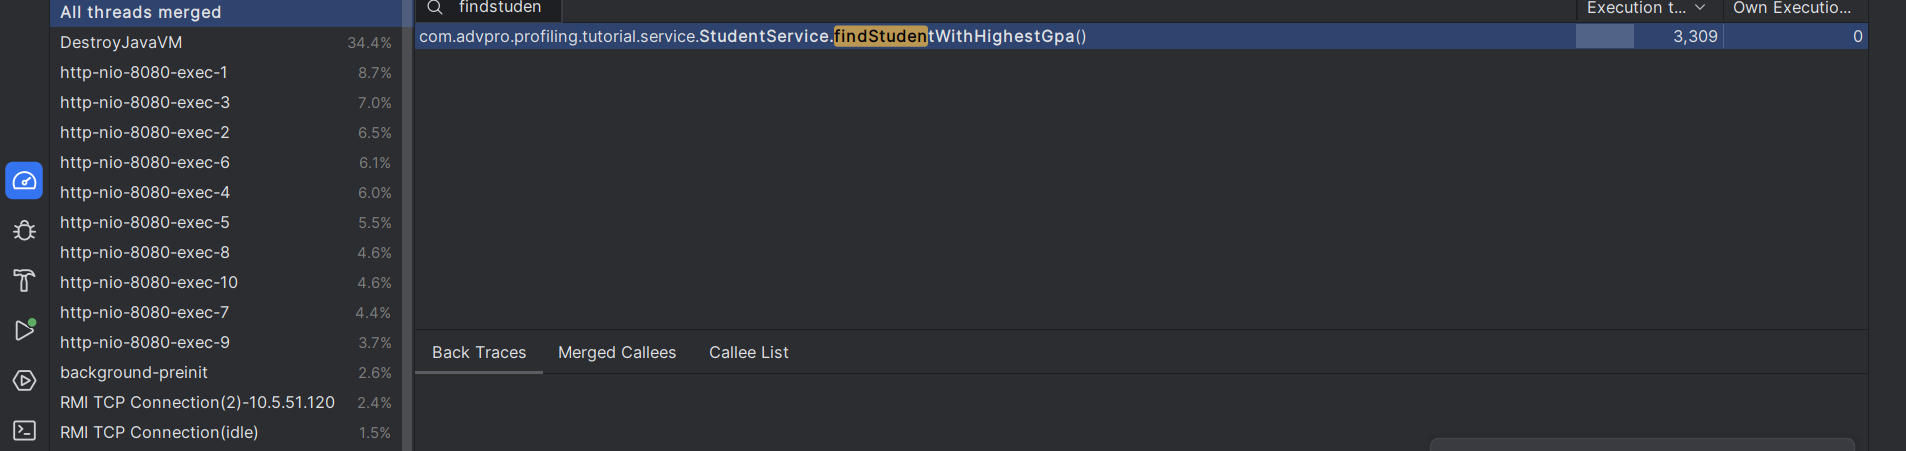 All threads merged
DestroyJavaVM 34.4%
http-nio-8080-exec-1 8.7%
http-nio-8080-exec-3 7.0%
http-nio-8080-exec-2 6.5%
http-nio-8080-exec-6 6.1%
http-nio-8080-exec-4 6.0%
http-nio-8080-exec-5 5.5%
http-nio-8080-exec-8 4.6%
http-nio-8080-exec-10 4.6%
http-nio-8080-exec-7 4.4%
http-nio-8080-exec-9 3.7%
background-preinit 2.6%
RMI TCP Connection(2)-10.5.51.120 2.4%
RMI TCP Connection(idle) 1.5%
findstuden
Execution t... Own Executio...
com.advpro.profiling.tutorial.service.StudentService.findStudentWithHighestGpa() 3,309 0
Back Traces Merged Callees Callee List